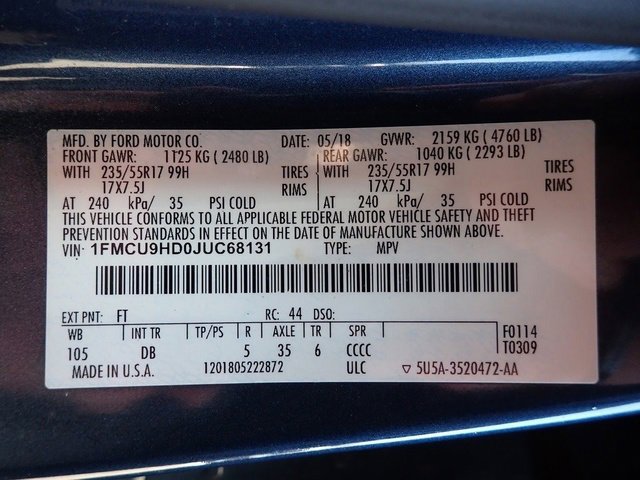 MFD. BY FORD MOTOR CO. DATE: 05/18 GVWR: 2159 KG ( 4760 LB)
FRONT GAWR: 1125 KG ( 2480 LB) REAR GAWR: 1040 KG ( 2293 LB)
WITH 235/55R17 99H TIRES WITH 235/55R17 99H TIRES
17X7.5J RIMS 17X7.5J RIMS
AT 240 kPa/ 35 PSI COLD AT 240 kPa/ 35 PSI COLD
THIS VEHICLE CONFORMS TO ALL APPLICABLE FEDERAL MOTOR VEHICLE SAFETY AND THEFT
PREVENTION STANDARDS IN EFFECT ON THE DATE OF MANUFACTURE SHOWN ABOVE.
VIN: 1FMCU9HD0JUC68131 TYPE: MPV
EXT PNT: FT RC: 44 DSO:
WB INT TR TP/PS R AXLE TR SPR F0114
105 DB 5 35 6 CCCC T0309
MADE IN U.S.A. 1201805222872 ULC ▽ 5U5A-3520472-AA